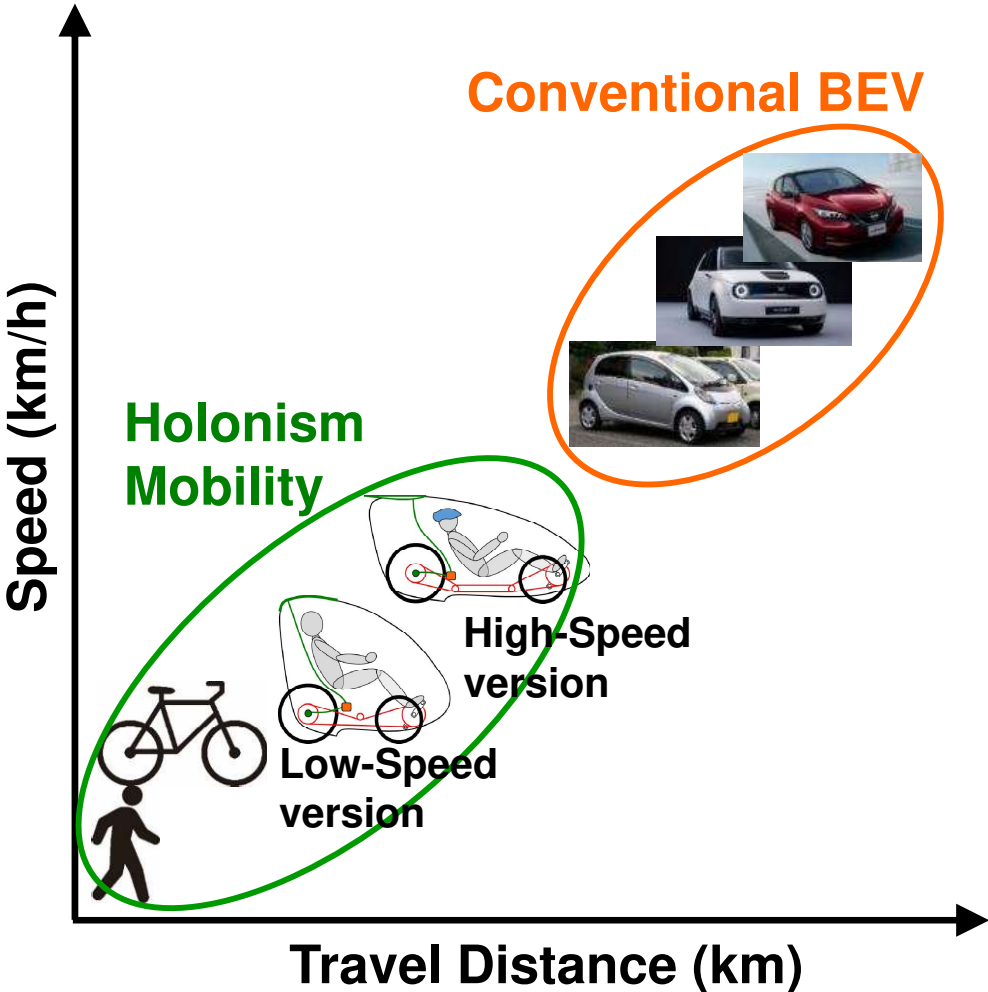 Conventional BEV
Speed (km/h)
Holonism
Mobility
High-Speed
version
Low-Speed
version
Travel Distance (km)